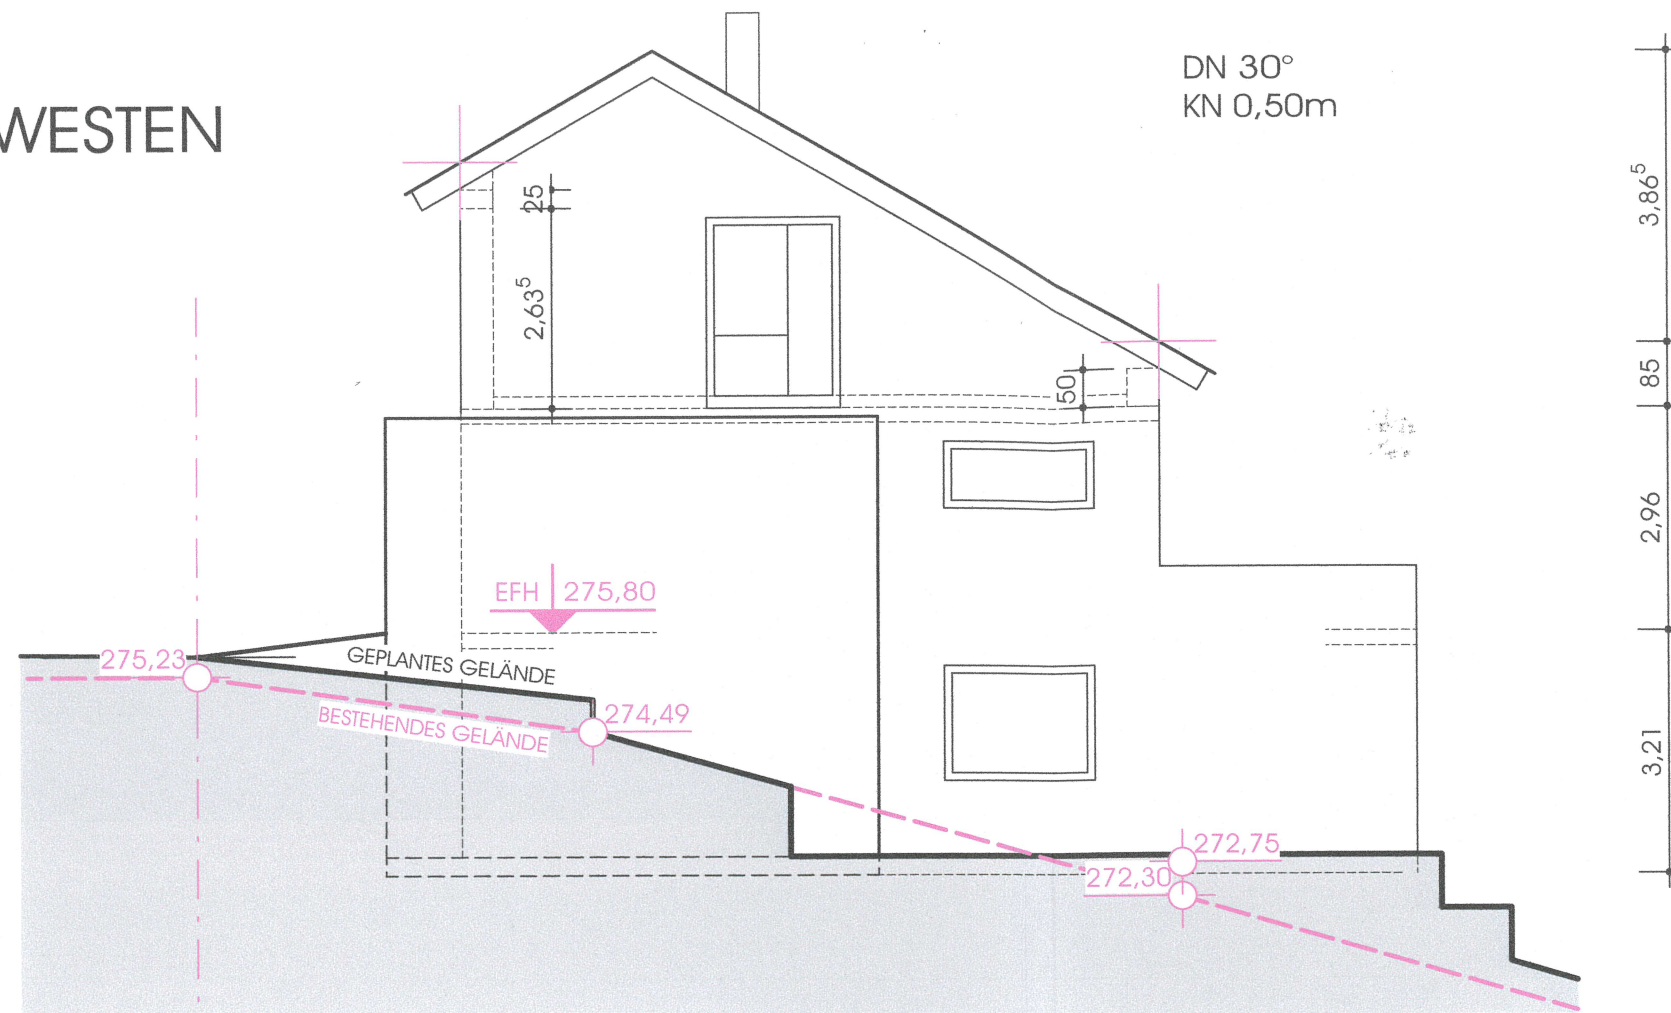 WESTEN
DN 30°
KN 0,50m
25
2,63⁵
50
3,86⁵
85
2,96
3,21
EFH 275,80
275,23
GEPLANTES GELÄNDE
BESTEHENDES GELÄNDE
274,49
272,75
272,30